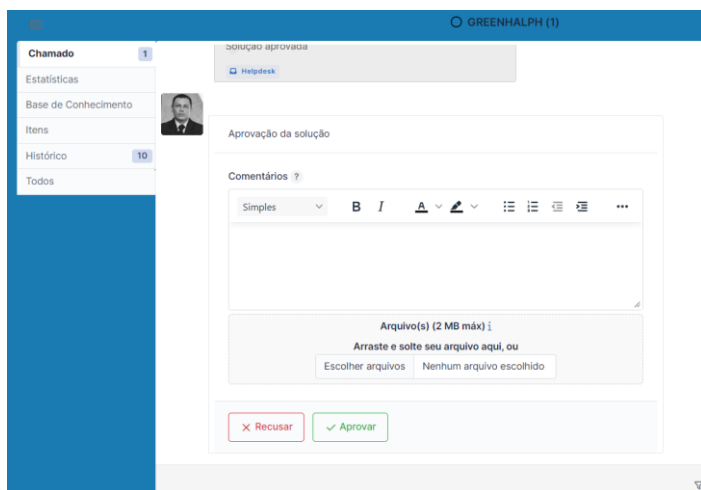 GREENHALPH (1)
Chamado 1
Estatísticas
Base de Conhecimento
Itens
Histórico 10
Todos
Solução aprovada
Helpdesk
Aprovação da solução
Comentários ?
Simples B I A
Arquivo(s) (2 MB máx) i
Arraste e solte seu arquivo aqui, ou
Escolher arquivos Nenhum arquivo escolhido
Recusar Aprovar